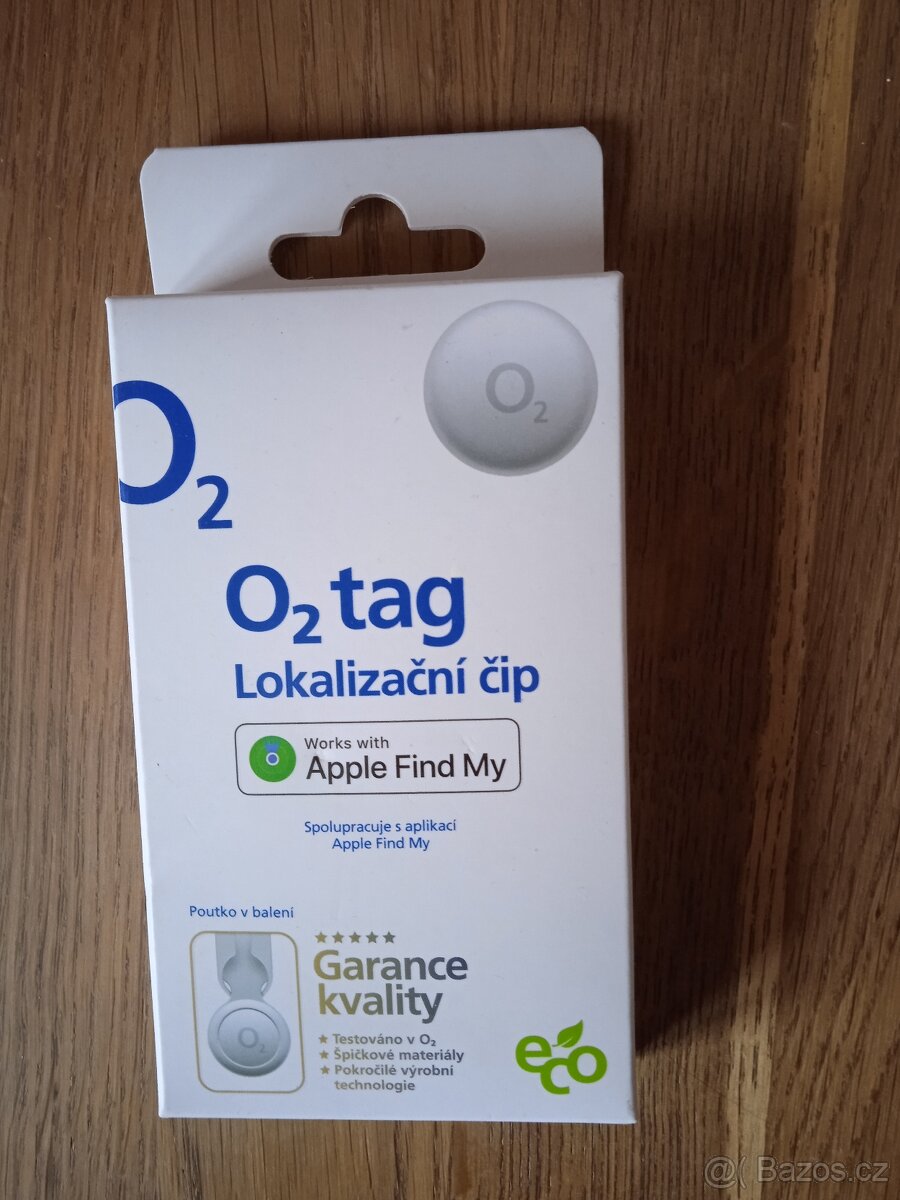 O2
O2
O2 tag
Lokalizační čip
Works with
Apple Find My
Spolupracuje s aplikací
Apple Find My
Poutko v balení
O2
Garance
kvality
Testováno v O2
Špičkové materiály
Pokročilé výrobní
technologie
eco
@( Bazos.cz